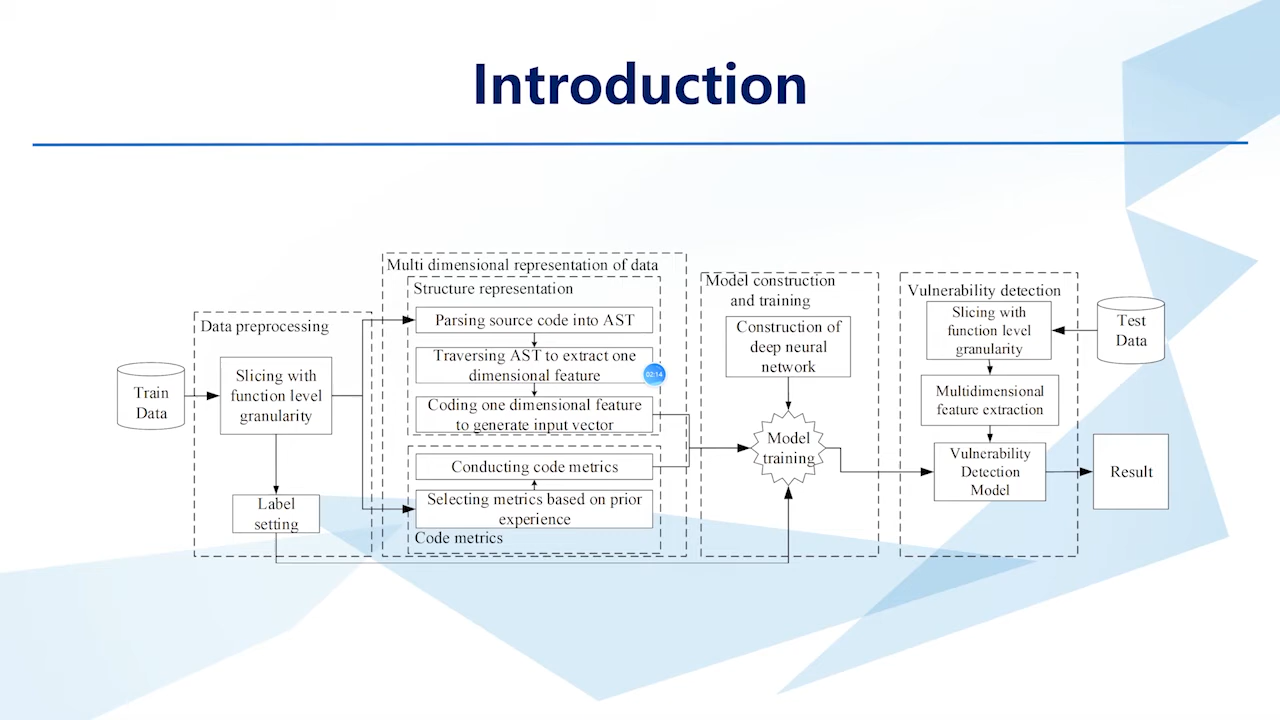 Introduction
Train
Data
Data preprocessing
Slicing with
function level
granularity
Label
setting
Multi dimensional representation of data
Structure representation
Parsing source code into AST
Traversing AST to extract one
dimensional feature
Coding one dimensional feature
to generate input vector
Conducting code metrics
Selecting metrics based on prior
experience
Code metrics
02:14
Model construction
and training
Construction of
deep neural
network
Model
training
Vulnerability detection
Slicing with
function level
granularity
Multidimensional
feature extraction
Vulnerability
Detection
Model
Test
Data
Result